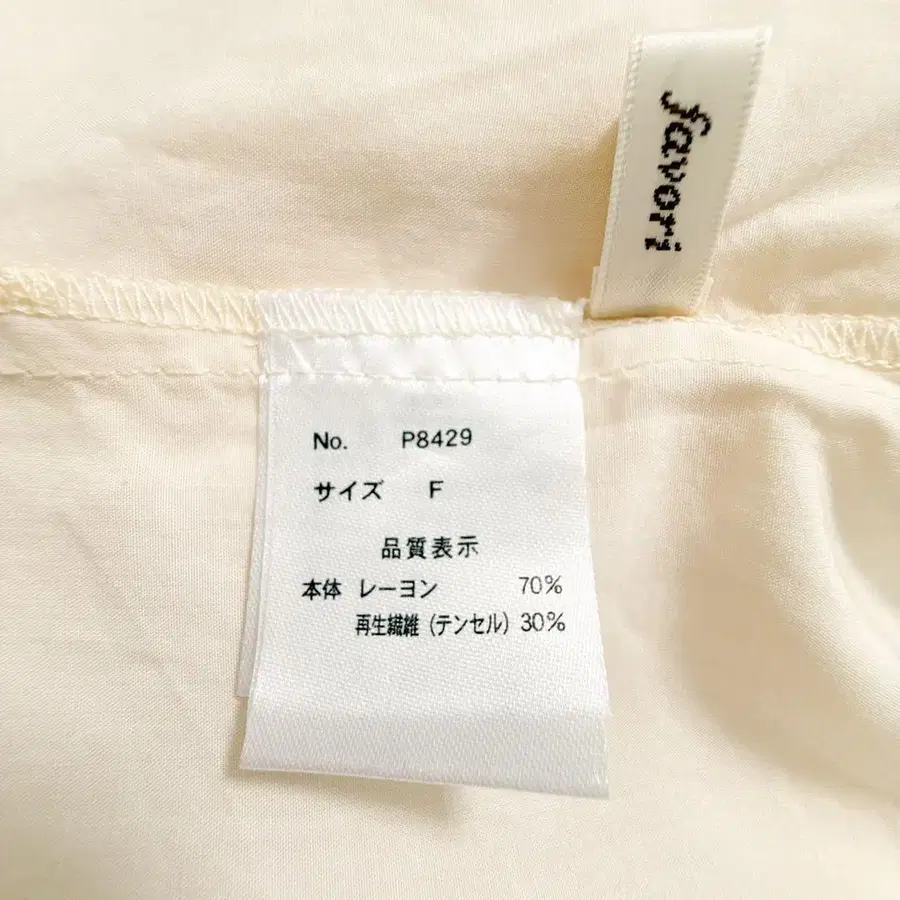 favori
No. P8429
サイズ F
品質表示
本体 レーヨン 70%
再生繊維(テンセル)30%